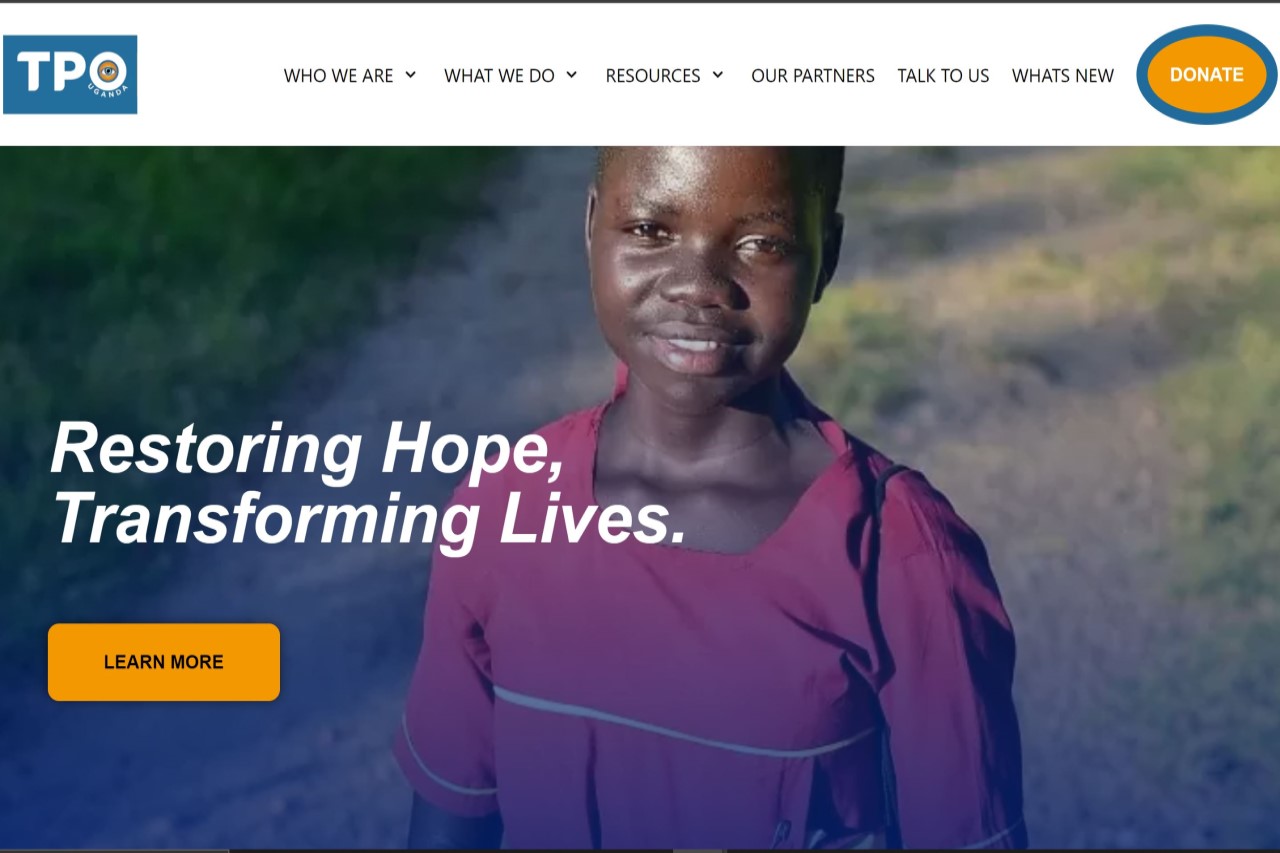 TPO
UGANDA
WHO WE ARE
WHAT WE DO
RESOURCES
OUR PARTNERS
TALK TO US
WHATS NEW
DONATE
Restoring Hope,
Transforming Lives.
LEARN MORE